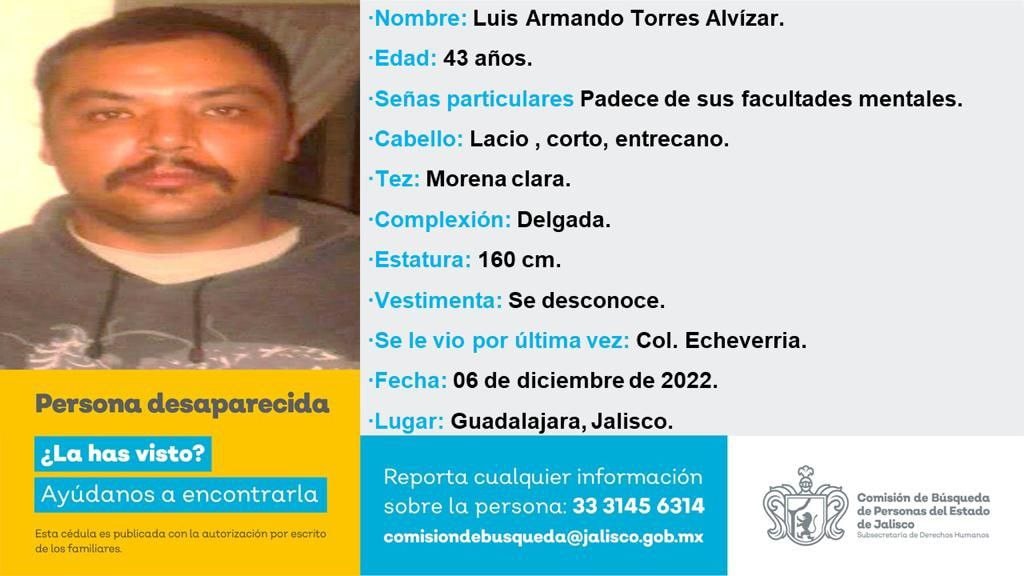 ·Nombre: Luis Armando Torres Alvízar.
·Edad: 43 años.
·Señas particulares Padece de sus facultades mentales.
·Cabello: Lacio , corto, entrecano.
·Tez: Morena clara.
·Complexión: Delgada.
·Estatura: 160 cm.
·Vestimenta: Se desconoce.
·Se le vio por última vez: Col. Echeverria.
·Fecha: 06 de diciembre de 2022.
·Lugar: Guadalajara, Jalisco.
Persona desaparecida
¿La has visto?
Ayúdanos a encontrarla
Esta cédula es publicada con la autorización por escrito
de los familiares.
Reporta cualquier información
sobre la persona: 33 3145 6314
comisiondebusqueda@jalisco.gob.mx
Comisión de Búsqueda
de Personas del Estado
de Jalisco
Subsecretaría de Derechos Humanos